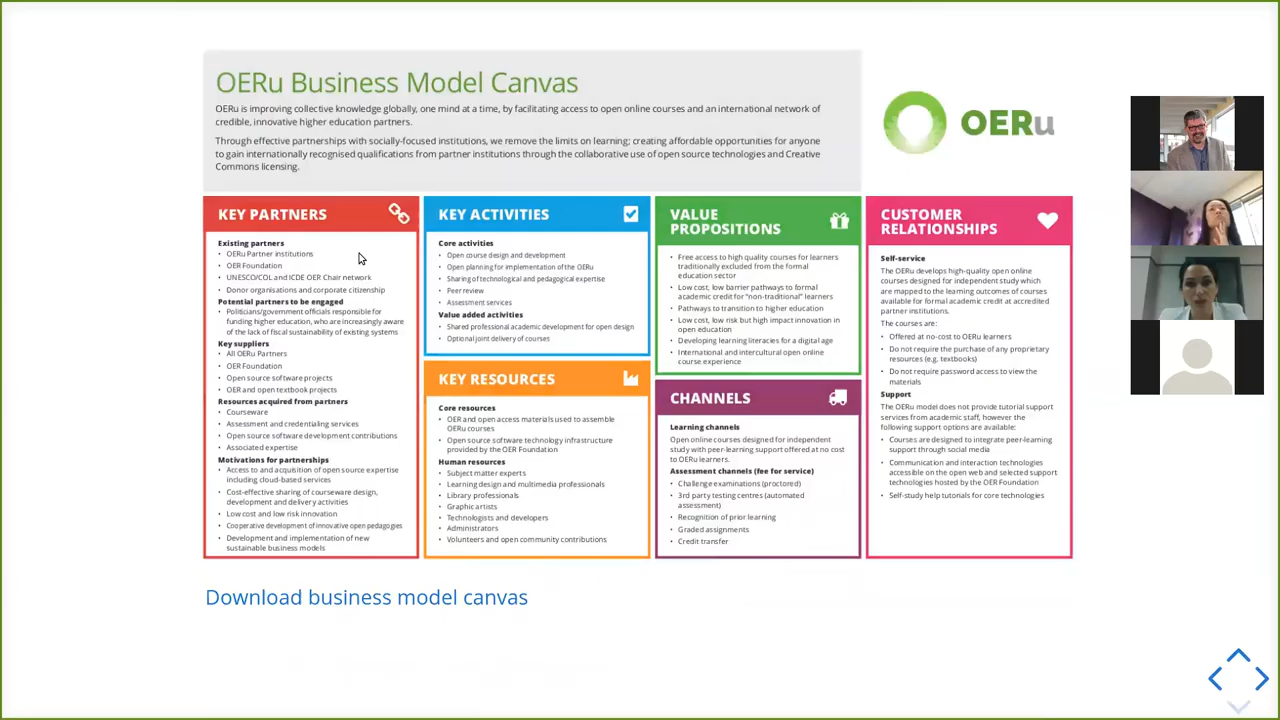 OERu Business Model Canvas
OERu is improving collective knowledge globally, one mind at a time, by facilitating access to open online courses and an international network of
credible, innovative higher education partners.
Through effective partnerships with socially-focused institutions, we remove the limits on learning; creating affordable opportunities for anyone
to gain internationally recognised qualifications from partner institutions through the collaborative use of open source technologies and Creative
Commons licensing.
OERu
KEY PARTNERS
Existing partners
• OERu Partner institutions
• OER Foundation
• UNESCO/COL and ICDE OER Chair network
• Donor organisations and corporate citizenship
Potential partners to be engaged
• Politicians/government officials responsible for
funding higher education, who are increasingly aware
of the lack of fiscal sustainability of existing systems
Key suppliers
• All OERu Partners
• OER Foundation
• Open source software projects
• OER and open textbook projects
Resources acquired from partners
• Courseware
• Assessment and credentialing services
• Open source software development contributions
• Associated expertise
Motivations for partnerships
• Access to and acquisition of open source expertise
including cloud-based services
• Cost-effective sharing of courseware design,
development and delivery activities
• Low cost and low risk innovation
• Cooperative development of innovative open pedagogies
• Development and implementation of new
sustainable business models
KEY ACTIVITIES
Core activities
• Open course design and development
• Open planning for implementation of the OERu
• Sharing of technological and pedagogical expertise
• Peer review
• Assessment services
Value added activities
• Shared professional academic development for open design
• Optional joint delivery of courses
KEY RESOURCES
Core resources
• OER and open access materials used to assemble
OERu courses
• Open source software technology infrastructure
provided by the OER Foundation
Human resources
• Subject matter experts
• Learning design and multimedia professionals
• Library professionals
• Graphic artists
• Technologists and developers
• Administrators
• Volunteers and open community contributions
VALUE
PROPOSITIONS
• Free access to high quality courses for learners
traditionally excluded from the formal
education sector
• Low cost, low barrier pathways to formal
academic credit for "non-traditional" learners
• Pathways to transition to higher education
• Low cost, low risk but high impact innovation in
open education
• Developing learning literacies for a digital age
• International and intercultural open online
course experience
CHANNELS
Learning channels
Open online courses designed for independent
study with peer-learning support offered at no cost
to OERu learners.
Assessment channels (fee for service)
• Challenge examinations (proctored)
• 3rd party testing centres (automated
assessment)
• Recognition of prior learning
• Graded assignments
• Credit transfer
CUSTOMER
RELATIONSHIPS
Self-service
The OERu develops high-quality open online
courses designed for independent study which
are mapped to the learning outcomes of courses
available for formal academic credit at accredited
partner institutions.
The courses are:
• Offered at no-cost to OERu learners
• Do not require the purchase of any proprietary
resources (e.g. textbooks)
• Do not require password access to view the
materials
Support
The OERu model does not provide tutorial support
services from academic staff, however the
following support options are available:
• Courses are designed to integrate peer-learning
support through social media
• Communication and interaction technologies
accessible on the open web and selected support
technologies hosted by the OER Foundation
• Self-study help tutorials for core technologies
Download business model canvas